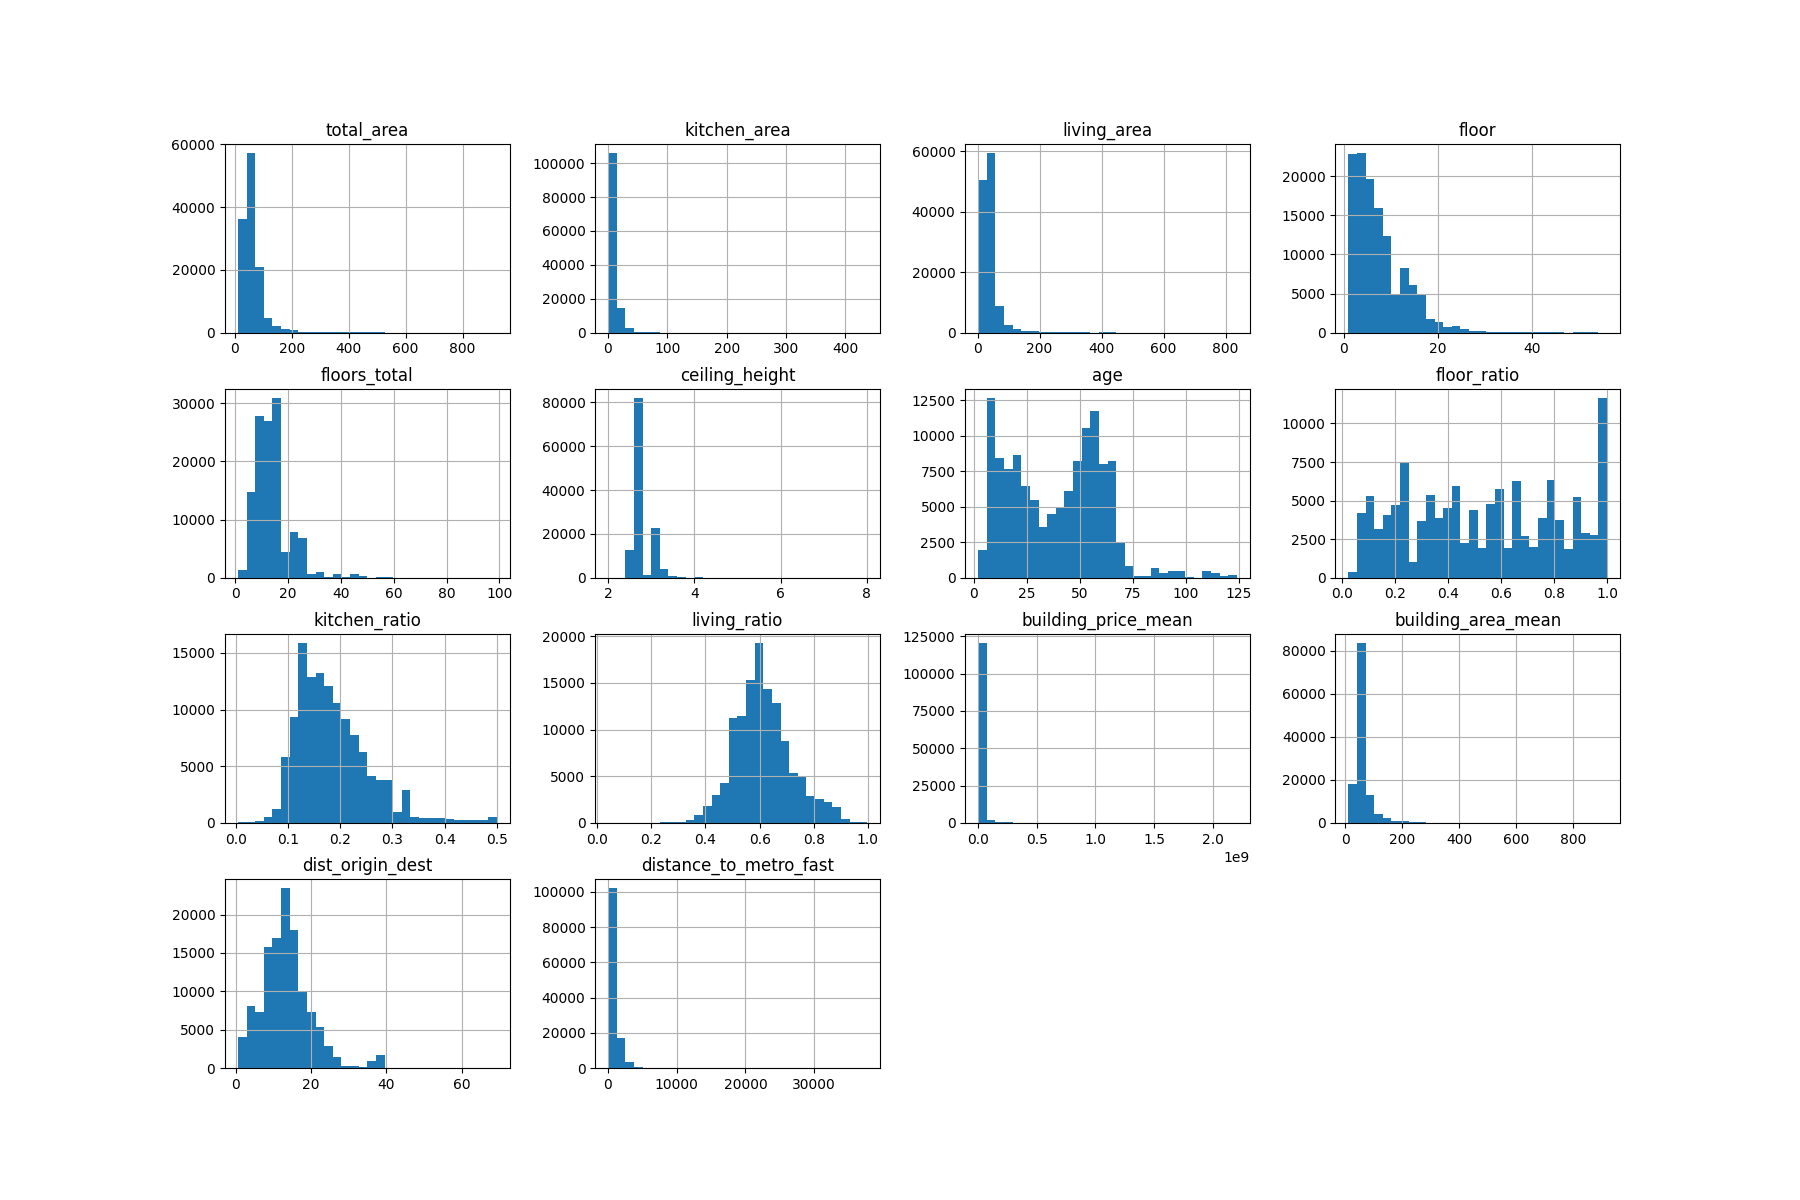 total_area
60000
40000
20000
0
0 200 400 600 800
kitchen_area
100000
80000
60000
40000
20000
0
0 100 200 300 400
living_area
60000
40000
20000
0
0 200 400 600 800
floor
20000
15000
10000
5000
0
0 20 40
floors_total
30000
20000
10000
0
0 20 40 60 80 100
ceiling_height
80000
60000
40000
20000
0
2 4 6 8
age
12500
10000
7500
5000
2500
0
0 25 50 75 100 125
floor_ratio
10000
7500
5000
2500
0
0.0 0.2 0.4 0.6 0.8 1.0
kitchen_ratio
15000
10000
5000
0
0.0 0.1 0.2 0.3 0.4 0.5
living_ratio
20000
15000
10000
5000
0
0.0 0.2 0.4 0.6 0.8 1.0
building_price_mean
125000
100000
75000
50000
25000
0
0.0 0.5 1.0 1.5 2.0
1e9
building_area_mean
80000
60000
40000
20000
0
0 200 400 600 800
dist_origin_dest
20000
15000
10000
5000
0
0 20 40 60
distance_to_metro_fast
100000
80000
60000
40000
20000
0
0 10000 20000 30000